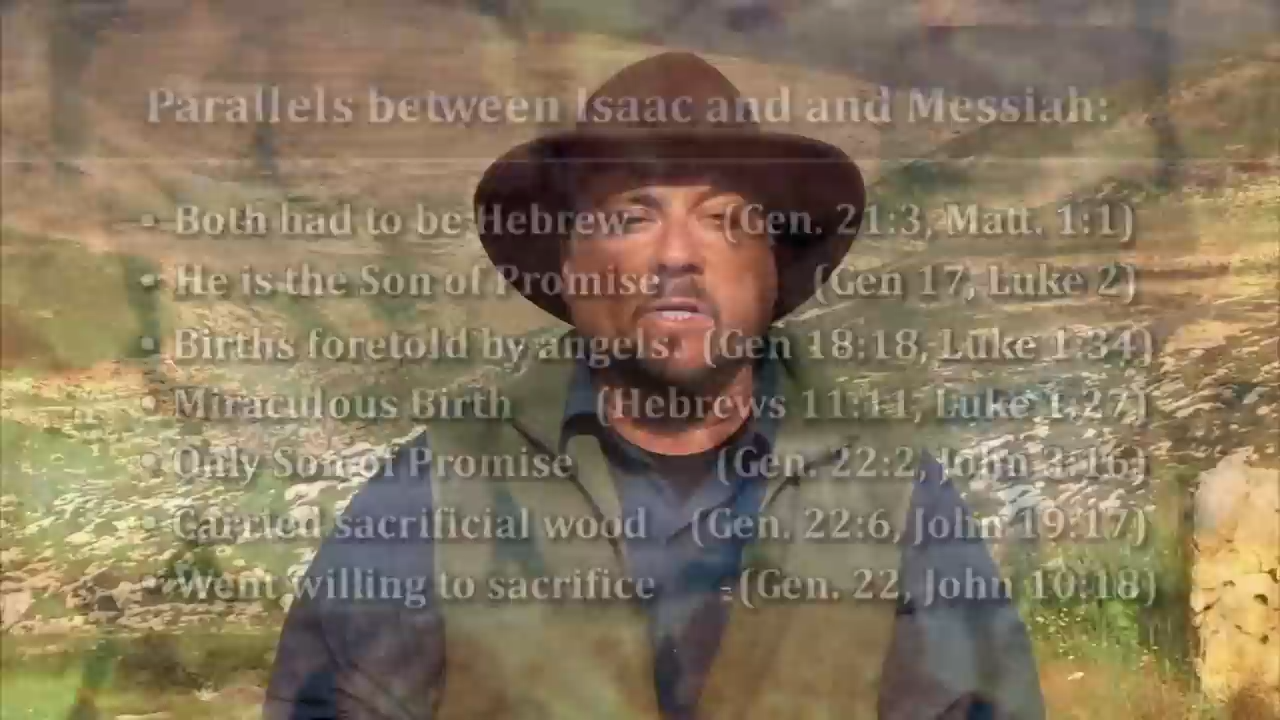 Parallels between Isaac and and Messiah:
• Both had to be Hebrew (Gen. 21:3, Matt. 1:1)
• He is the Son of Promise (Gen 17, Luke 2)
• Births foretold by angels. (Gen 18:18, Luke 1:34)
• Miraculous Birth (Hebrews 11:11, Luke 1:27)
• Only Son of Promise (Gen. 22:2, John 3:16)
• Carried sacrificial wood (Gen. 22:6, John 19:17)
• Went willing to sacrifice (Gen. 22, John 10:18)